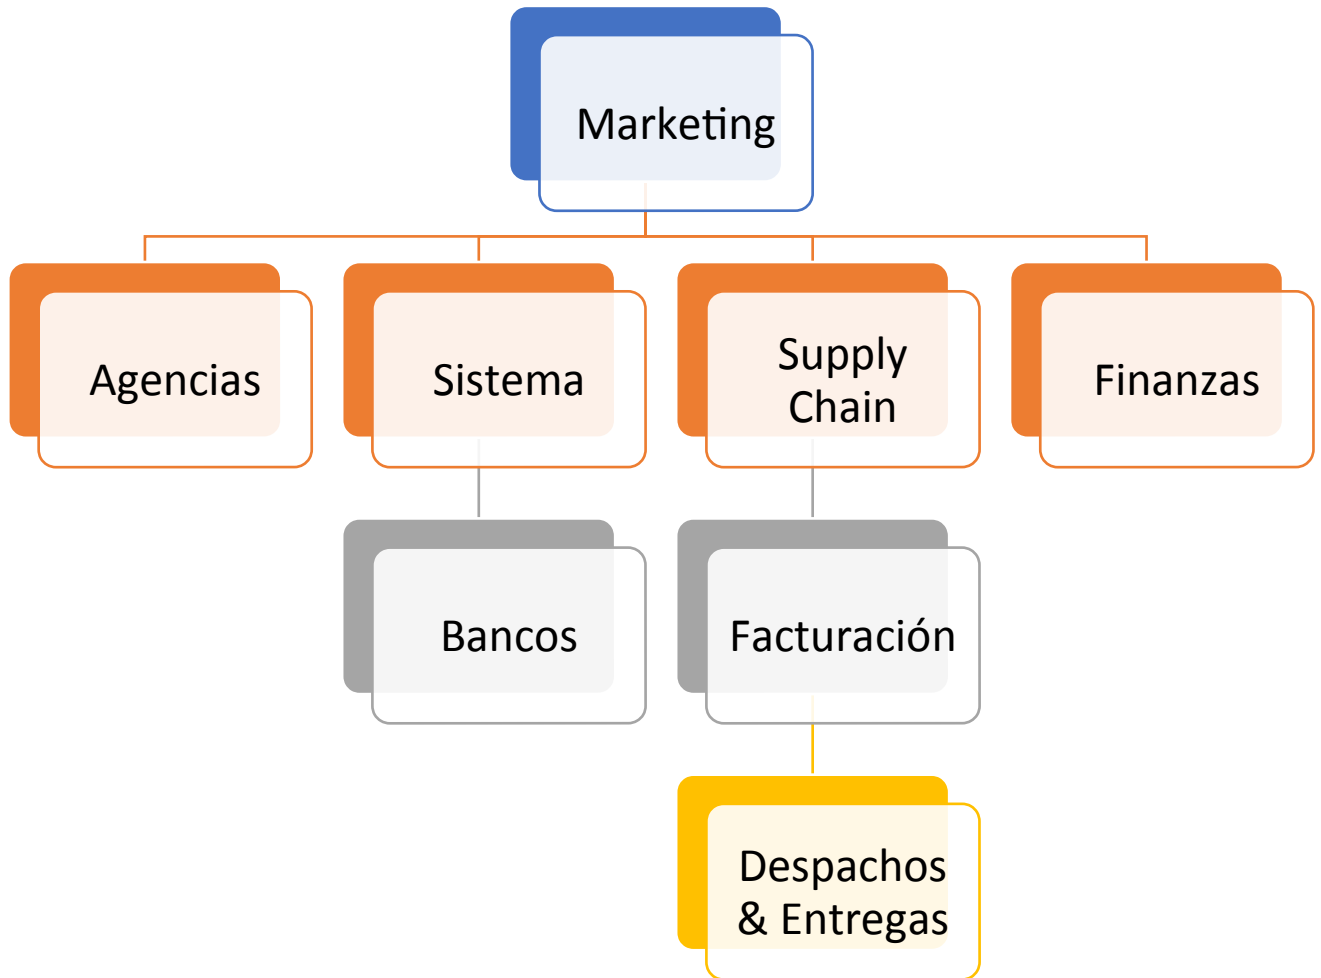 Marketing
Agencias
Sistema
Supply
Chain
Finanzas
Bancos
Facturación
Despachos
& Entregas